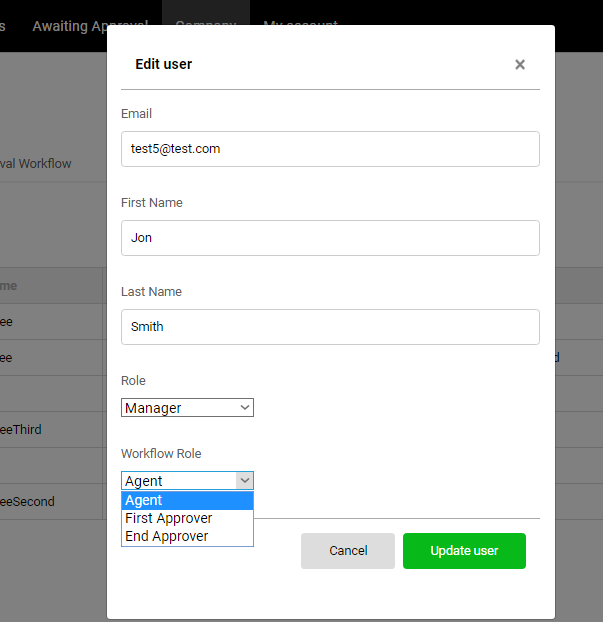 s Awaiting Approval Company My account
Edit user ×
Email
test5@test.com
val Workflow
First Name
Jon
me
Last Name
ee
Smith
ee d
Role
Manager
eeThird
Workflow Role
Agent
Agent
eeSecond
First Approver
End Approver
Cancel Update user